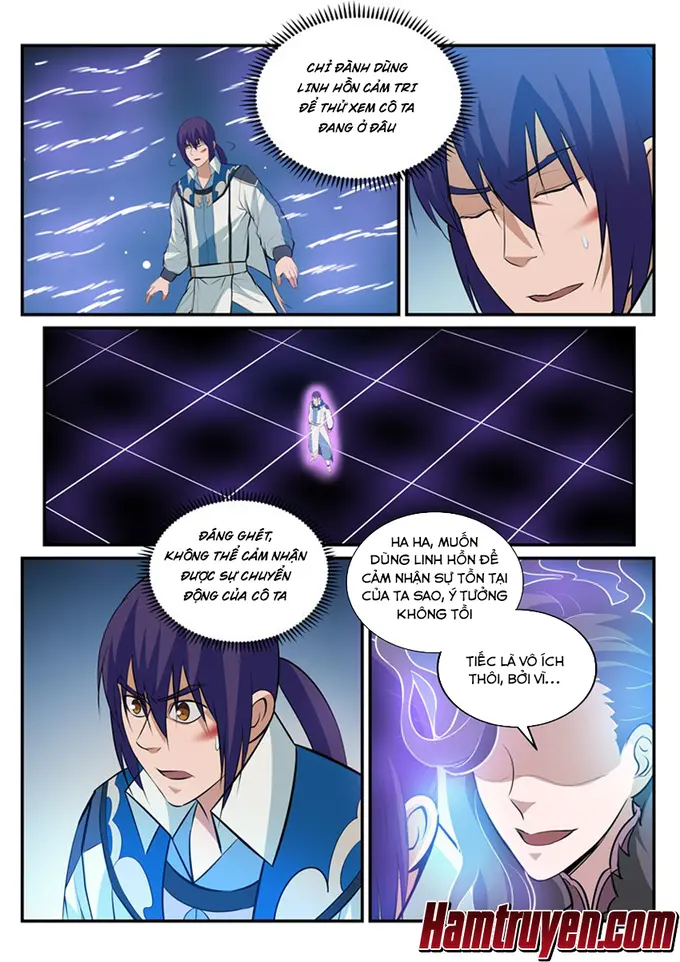 CHỈ ĐÀNH DÙNG
LINH HỒN CẢM TRI
ĐỂ THỬ XEM CÔ TA
ĐANG Ở ĐÂU
ĐÁNG GHÉT,
KHÔNG THỂ CẢM NHẬN
ĐƯỢC SỰ CHUYỂN
ĐỘNG CỦA CÔ TA
HA HA, MUỐN
DÙNG LINH HỒN ĐỂ
CẢM NHẬN SỰ TỒN TẠI
CỦA TA SAO, Ý TƯỞNG
KHÔNG TỒI
TIẾC LÀ VÔ ÍCH
THÔI, BỞI VÌ...
Hamtruyen.com